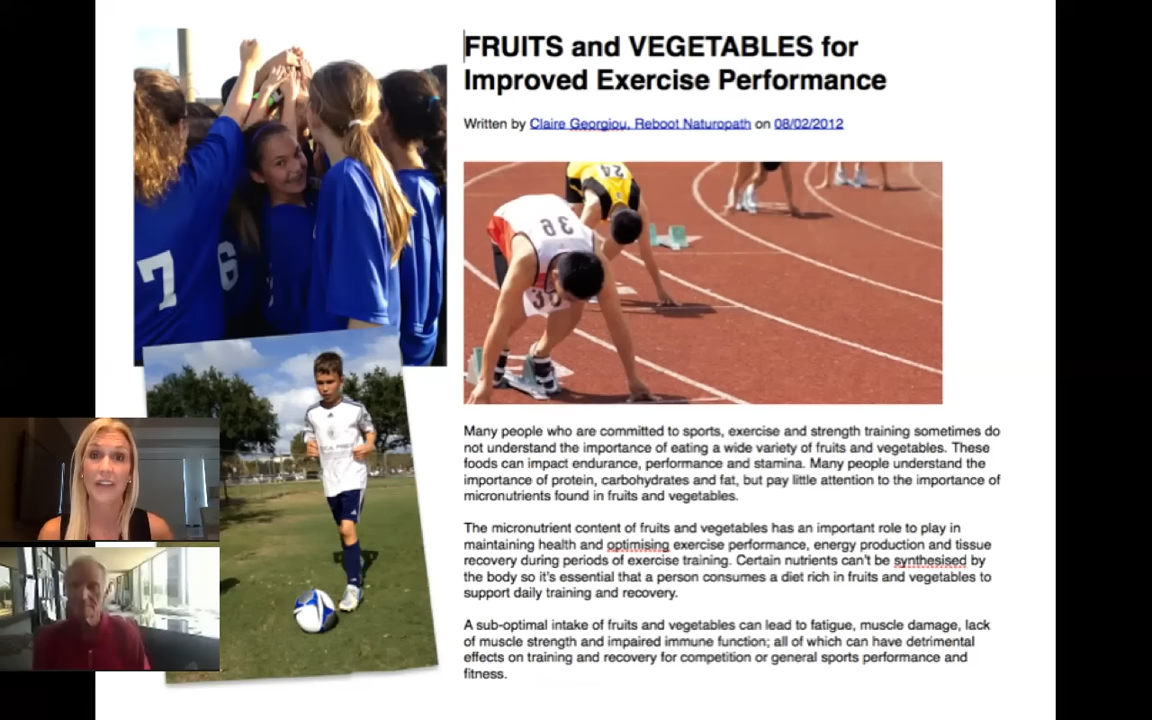 FRUITS and VEGETABLES for
Improved Exercise Performance
Written by Claire Georgiou, Reboot Naturopath on 08/02/2012
7
6
24
36
Many people who are committed to sports, exercise and strength training sometimes do
not understand the importance of eating a wide variety of fruits and vegetables. These
foods can impact endurance, performance and stamina. Many people understand the
importance of protein, carbohydrates and fat, but pay little attention to the importance of
micronutrients found in fruits and vegetables.
The micronutrient content of fruits and vegetables has an important role to play in
maintaining health and optimising exercise performance, energy production and tissue
recovery during periods of exercise training. Certain nutrients can't be synthesised by
the body so it's essential that a person consumes a diet rich in fruits and vegetables to
support daily training and recovery.
A sub-optimal intake of fruits and vegetables can lead to fatigue, muscle damage, lack
of muscle strength and impaired immune function; all of which can have detrimental
effects on training and recovery for competition or general sports performance and
fitness.